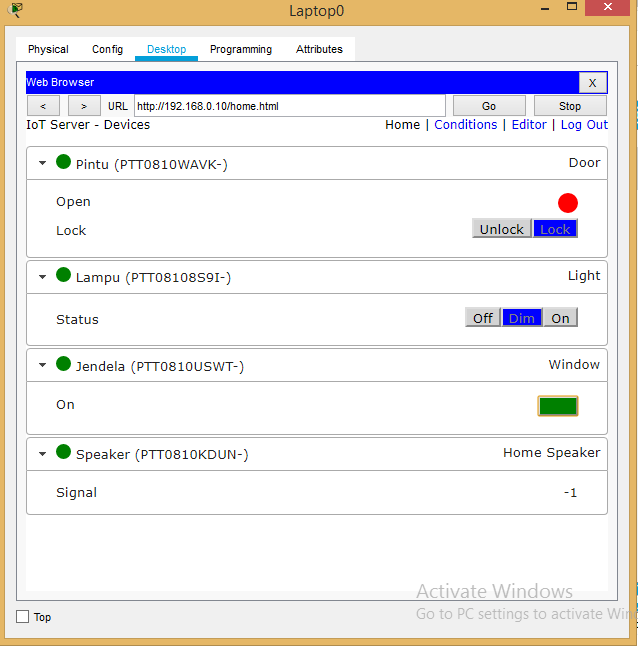 Laptop0
Physical Config Desktop Programming Attributes
Web Browser X
< > URL http://192.168.0.10/home.html Go Stop
IoT Server - Devices Home | Conditions | Editor | Log Out
Pintu (PTT0810WAVK-) Door
Open
Lock Unlock Lock
Lampu (PTT08108S9I-) Light
Status Off Dim On
Jendela (PTT0810USWT-) Window
On
Speaker (PTT0810KDUN-) Home Speaker
Signal -1
Activate Windows
Go to PC settings to activate Win
Top